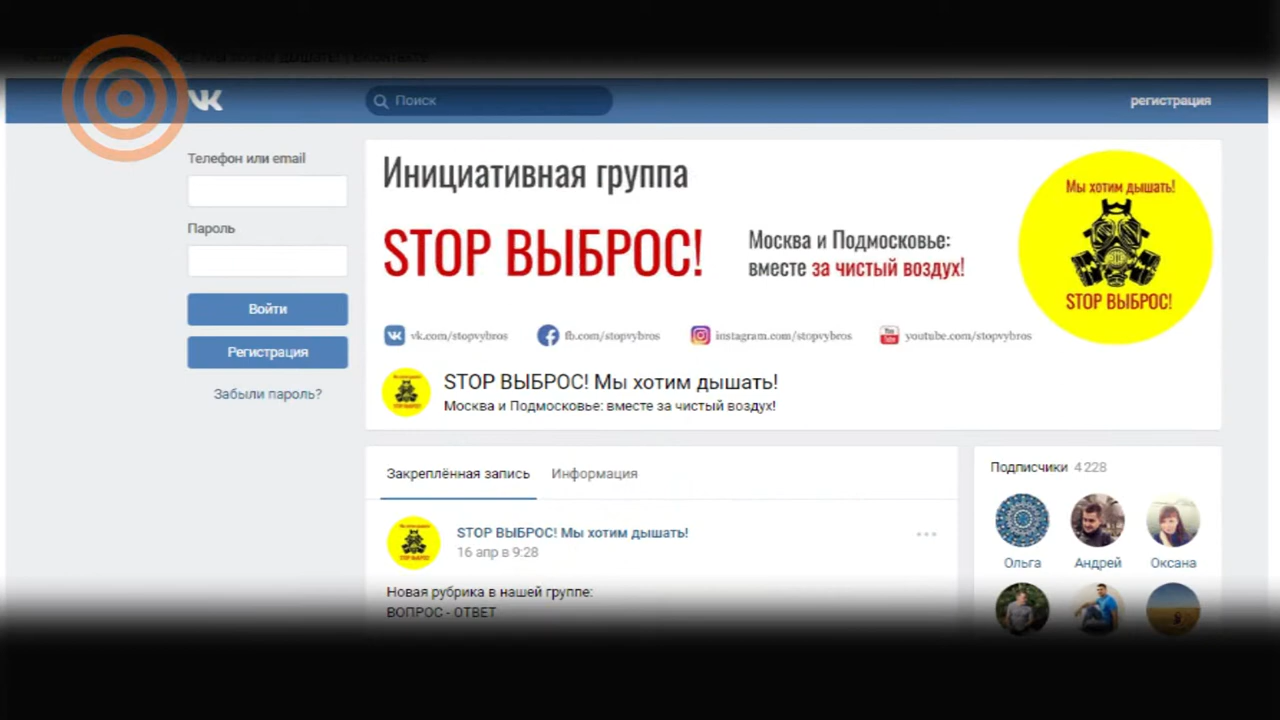 Поиск
регистрация
Телефон или email
Пароль
Войти
Регистрация
Забыли пароль?
Инициативная группа
STOP ВЫБРОС!
Москва и Подмосковье:
вместе за чистый воздух!
Мы хотим дышать!
STOP ВЫБРОС!
vk.com/stopvybros
fb.com/stopvybros
instagram.com/stopvybros
youtube.com/stopvybros
STOP ВЫБРОС! Мы хотим дышать!
Москва и Подмосковье: вместе за чистый воздух!
Закреплённая запись
Информация
STOP ВЫБРОС! Мы хотим дышать!
16 апр в 9:28
Новая рубрика в нашей группе:
ВОПРОС - ОТВЕТ
Подписчики 4 228
Ольга
Андрей
Оксана